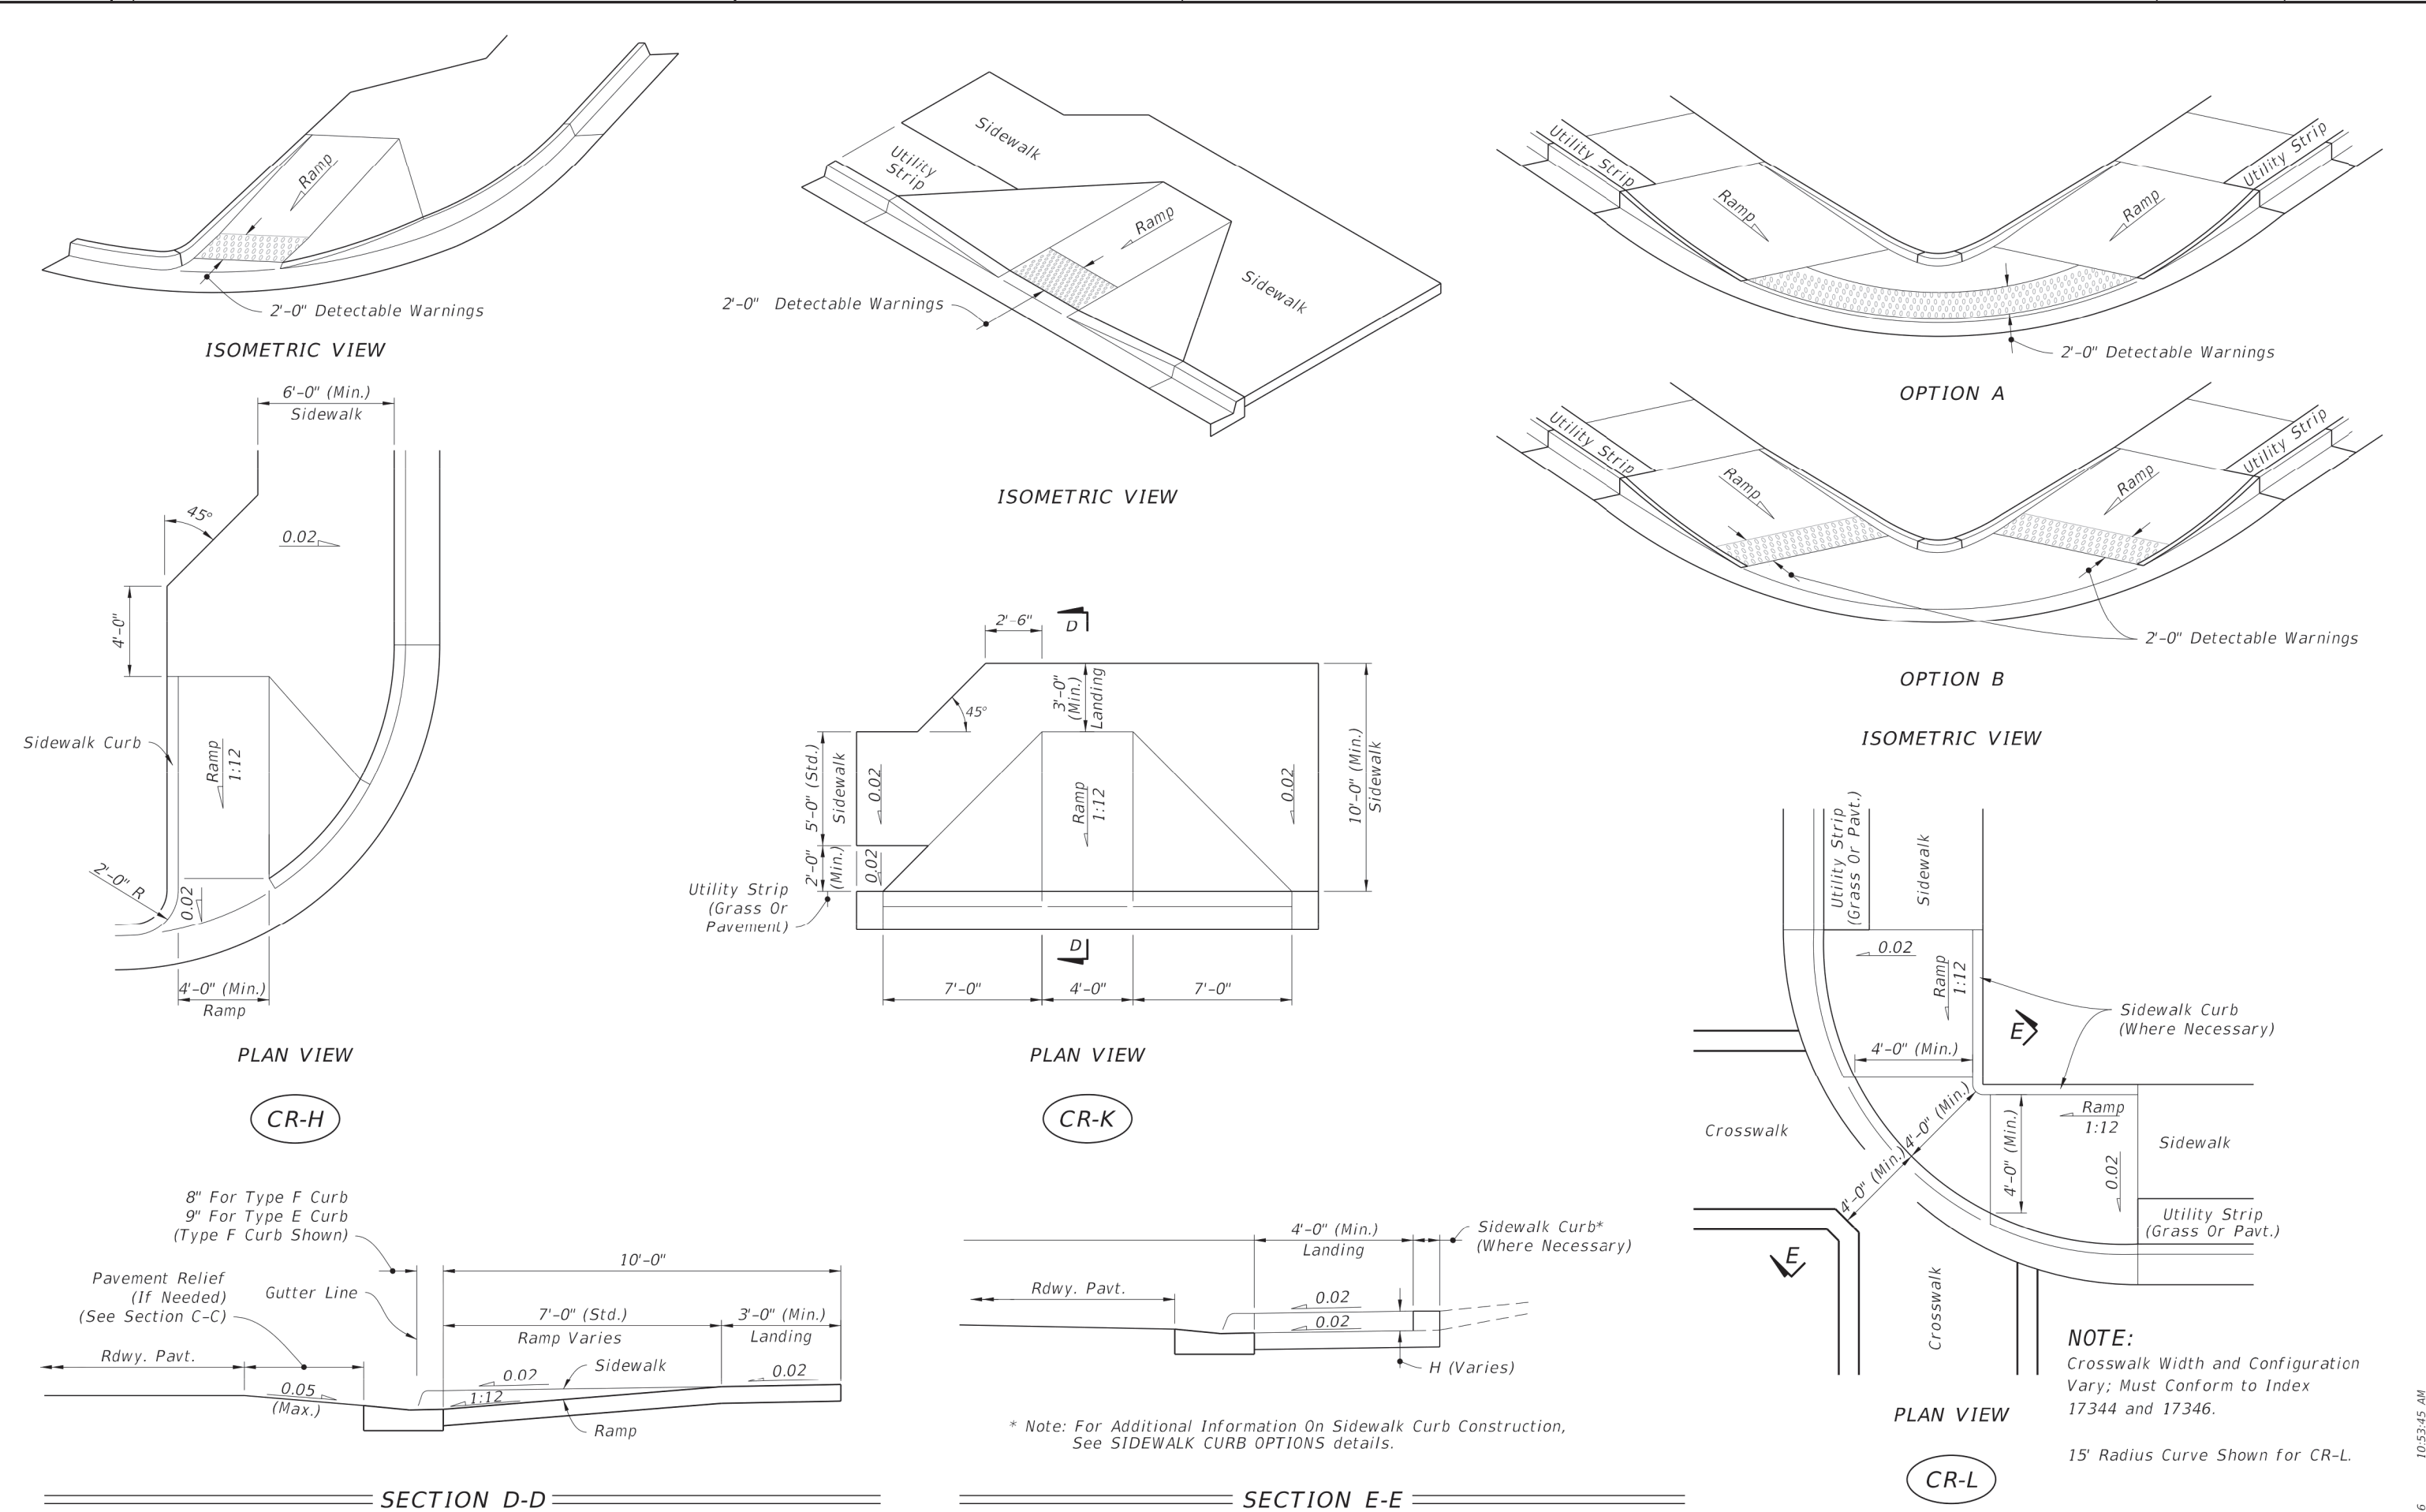 Ramp
2'-0" Detectable Warnings
ISOMETRIC VIEW
6'-0" (Min.)
Sidewalk
45°
0.02
4'-0"
Sidewalk Curb
Ramp
1:12
2'-0" R
0.02
4'-0" (Min.)
Ramp
PLAN VIEW
CR-H
Sidewalk
Utility
Strip
Ramp
Sidewalk
2'-0" Detectable Warnings
ISOMETRIC VIEW
2'-6"
D
3'-0"
(Min.)
Landing
45°
5'-0" (Std.)
Sidewalk
0.02
Ramp
1:12
0.02
10'-0" (Min.)
Sidewalk
2'-0"
(Min.)
0.02
Utility Strip
(Grass Or
Pavement)
D
7'-0"
4'-0"
7'-0"
PLAN VIEW
CR-K
Utility Strip
Utility Strip
Ramp
Ramp
2'-0" Detectable Warnings
OPTION A
Utility Strip
Utility Strip
Ramp
Ramp
2'-0" Detectable Warnings
OPTION B
ISOMETRIC VIEW
Utility Strip
(Grass Or Pavt.)
Sidewalk
0.02
Ramp
1:12
Sidewalk Curb
(Where Necessary)
E
4'-0" (Min.)
4'-0" (Min.)
4'-0" (Min.)
4'-0" (Min.)
Ramp
1:12
Crosswalk
Sidewalk
0.02
Utility Strip
(Grass Or Pavt.)
E
Crosswalk
NOTE:
Crosswalk Width and Configuration
Vary; Must Conform to Index
17344 and 17346.
15' Radius Curve Shown for CR-L.
PLAN VIEW
CR-L
8" For Type F Curb
9" For Type E Curb
(Type F Curb Shown)
10'-0"
Pavement Relief
(If Needed)
(See Section C-C)
Gutter Line
7'-0" (Std.)
Ramp Varies
3'-0" (Min.)
Landing
Rdwy. Pavt.
0.05
(Max.)
0.02
1:12
Sidewalk
0.02
Ramp
SECTION D-D
4'-0" (Min.)
Landing
Sidewalk Curb*
(Where Necessary)
Rdwy. Pavt.
0.02
0.02
H (Varies)
* Note: For Additional Information On Sidewalk Curb Construction,
See SIDEWALK CURB OPTIONS details.
SECTION E-E
10:53:45 AM
6